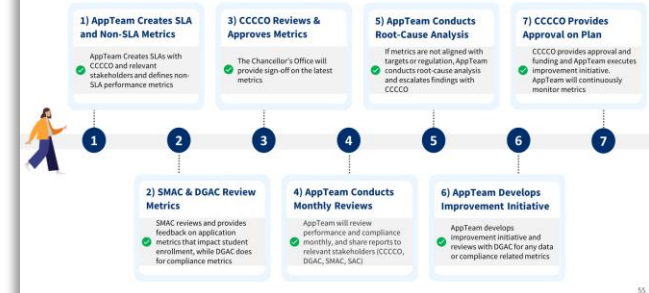 1) AppTeam Creates SLA
and Non-SLA Metrics
AppTeam Creates SLAs with
CCCCO and relevant
stakeholders and defines non-
SLA performance metrics
3) CCCCO Reviews &
Approves Metrics
The Chancellor's Office will
provide sign-off on the latest
metrics
5) AppTeam Conducts
Root-Cause Analysis
If metrics are not aligned with
targets or regulation, AppTeam
conducts root-cause analysis
and escalates findings with
CCCCO
7) CCCCO Provides
Approval on Plan
CCCCO provides approval and
funding and AppTeam executes
improvement initiative.
AppTeam will continuously
monitor metrics
1 2 3 4 5 6 7
2) SMAC & DGAC Review
Metrics
SMAC reviews and provides
feedback on application
metrics that impact student
enrollment, while DGAC does
for compliance metrics
4) AppTeam Conducts
Monthly Reviews
AppTeam will review
performance and compliance
monthly, and share reports to
relevant stakeholders (CCCCO,
DGAC, SMAC, SAC)
6) AppTeam Develops
Improvement Initiative
AppTeam develops
improvement initiative and
reviews with DGAC for any data
or compliance related metrics
55